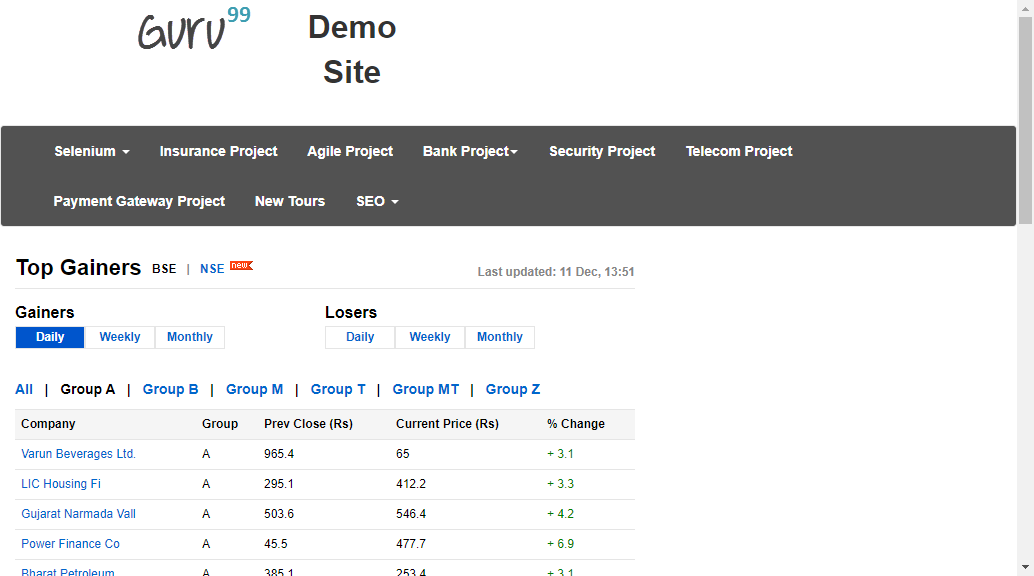 Guru99
Demo
Site
Selenium Insurance Project Agile Project Bank Project Security Project Telecom Project
Payment Gateway Project New Tours SEO
Top Gainers BSE | NSE new Last updated: 11 Dec, 13:51
Gainers Losers
Daily Weekly Monthly Daily Weekly Monthly
All | Group A | Group B | Group M | Group T | Group MT | Group Z
Company Group Prev Close (Rs) Current Price (Rs) % Change
Varun Beverages Ltd. A 965.4 65 + 3.1
LIC Housing Fi A 295.1 412.2 + 3.3
Gujarat Narmada Vall A 503.6 546.4 + 4.2
Power Finance Co A 45.5 477.7 + 6.9
Bharat Petroleum A 385.1 253.4 + 3.1